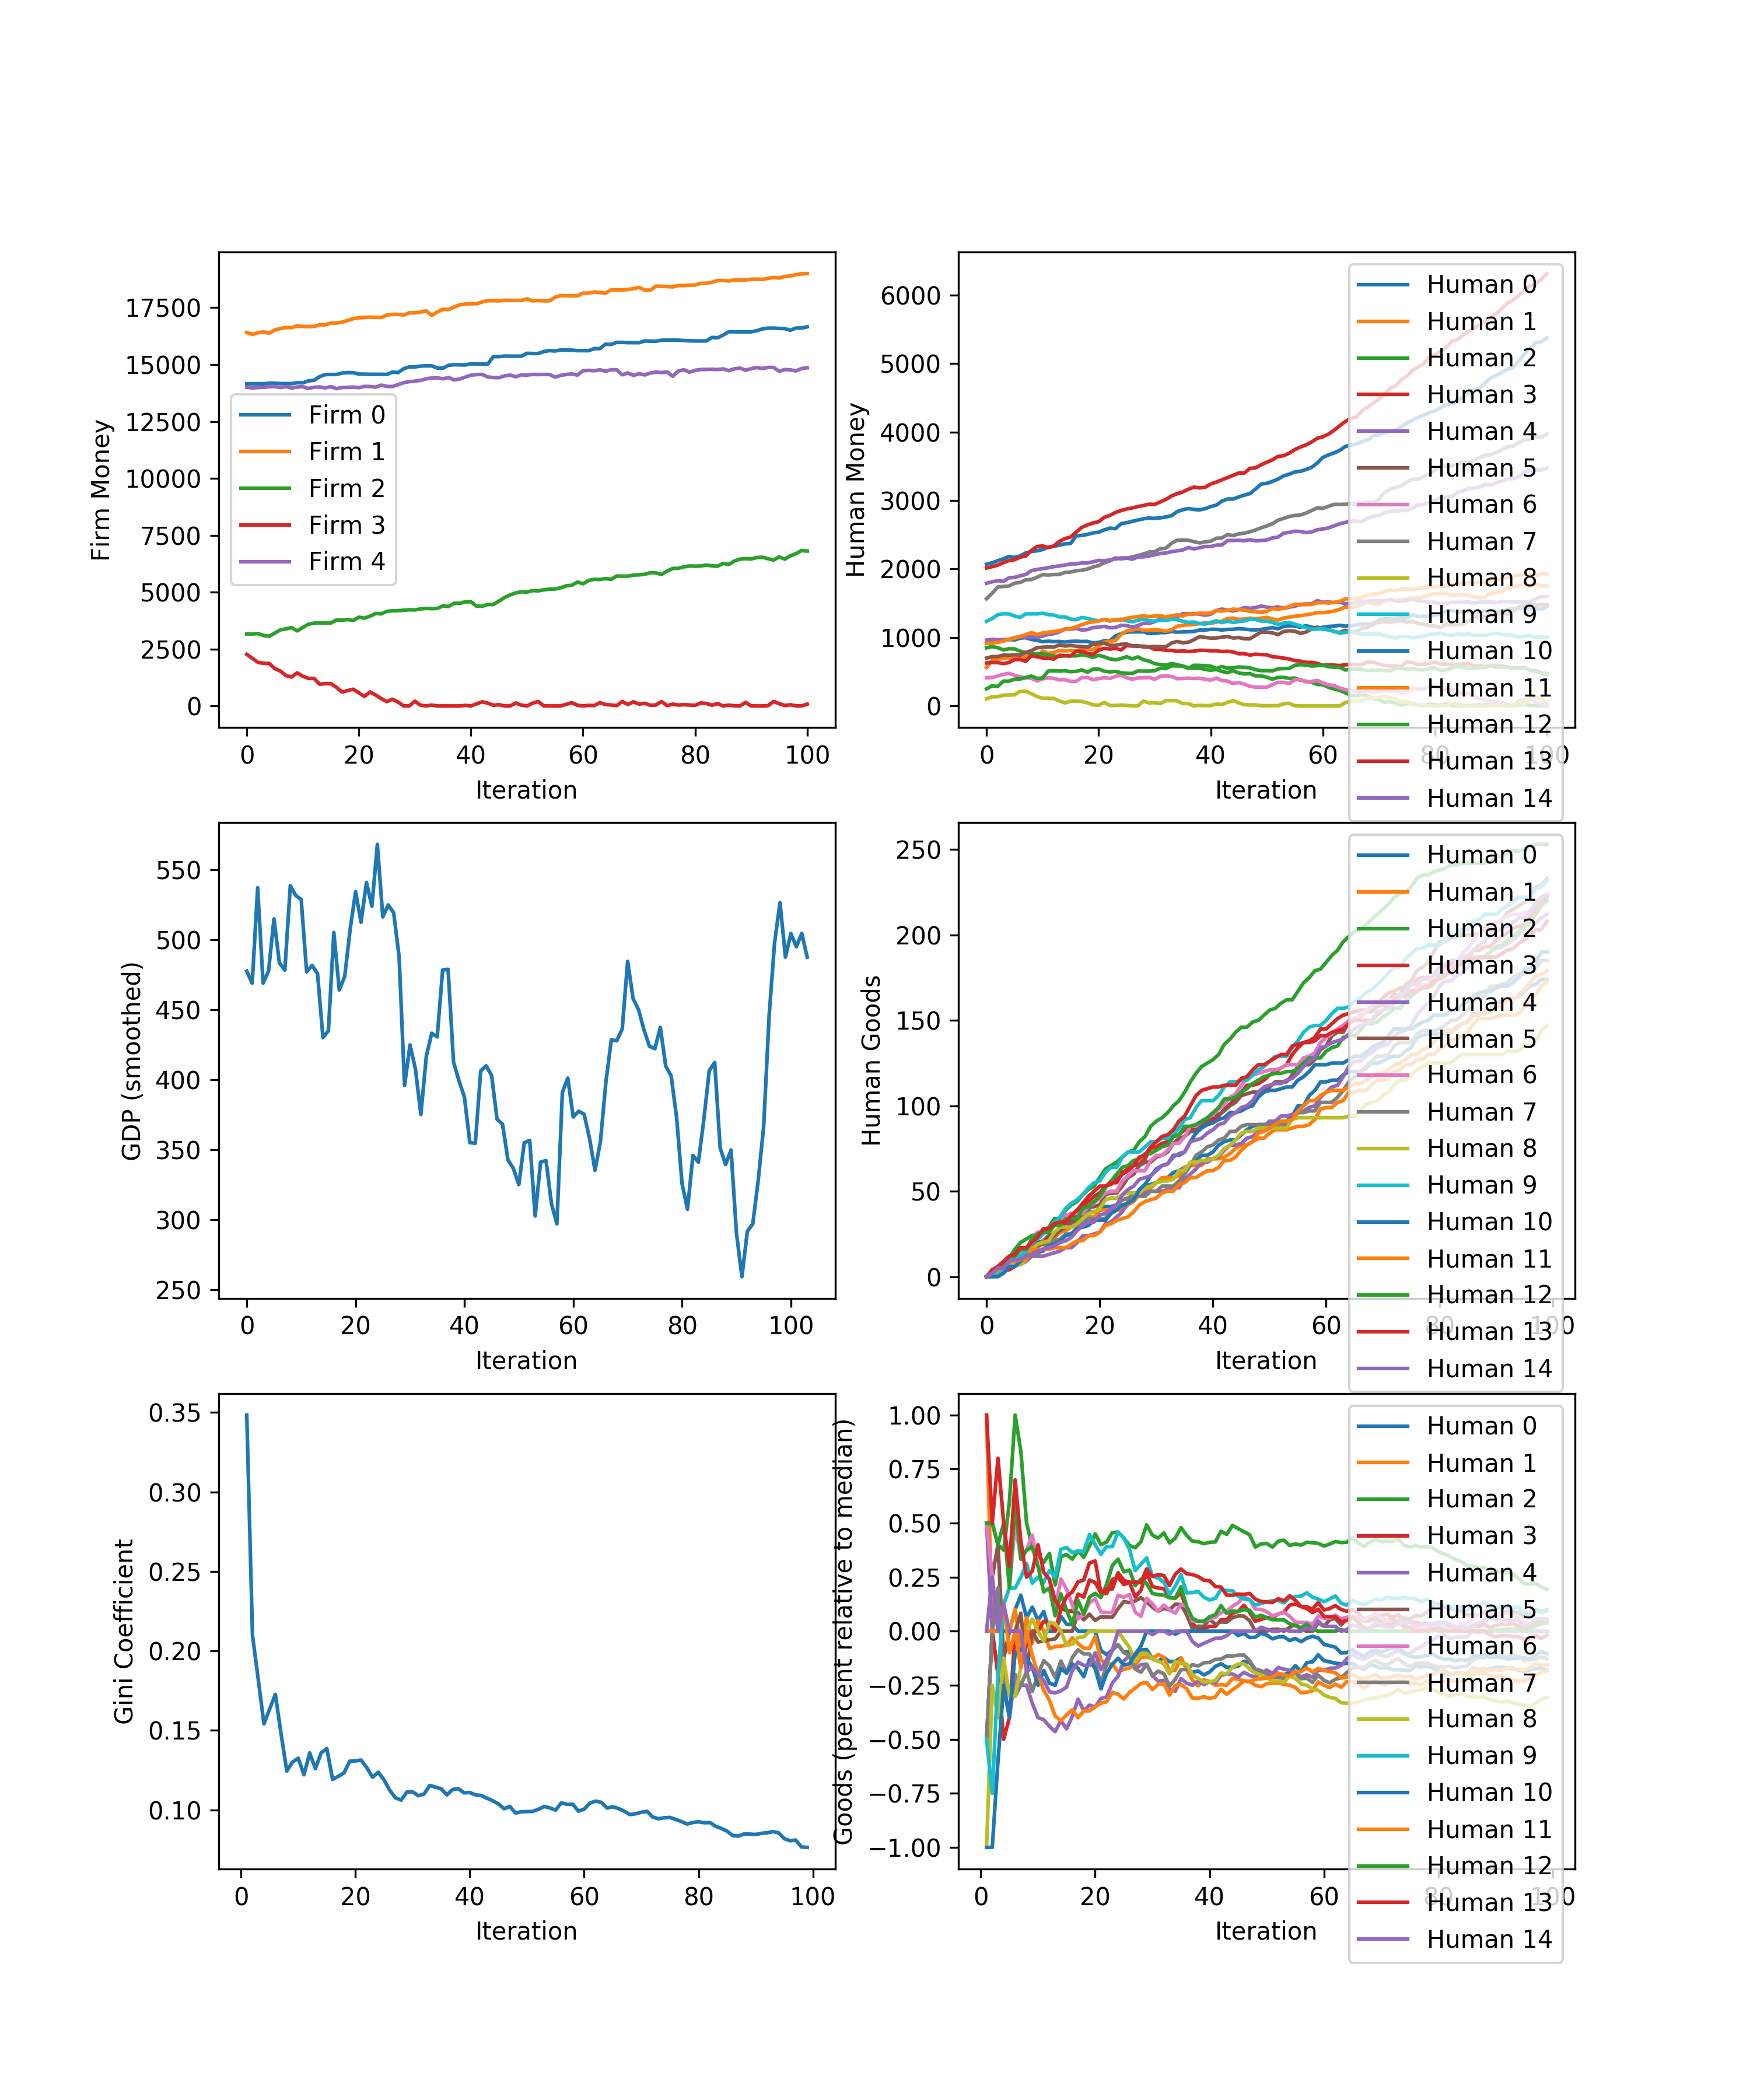 Firm Money
17500
15000
12500
10000
7500
5000
2500
0
Firm 0
Firm 1
Firm 2
Firm 3
Firm 4
0 20 40 60 80 100
Iteration
Human Money
6000
5000
4000
3000
2000
1000
0
Human 0
Human 1
Human 2
Human 3
Human 4
Human 5
Human 6
Human 7
Human 8
Human 9
Human 10
Human 11
Human 12
Human 13
Human 14
0 20 40 60 80 100
Iteration
GDP (smoothed)
550
500
450
400
350
300
250
0 20 40 60 80 100
Iteration
Human Goods
250
200
150
100
50
0
Human 0
Human 1
Human 2
Human 3
Human 4
Human 5
Human 6
Human 7
Human 8
Human 9
Human 10
Human 11
Human 12
Human 13
Human 14
0 20 40 60 80 100
Iteration
Gini Coefficient
0.35
0.30
0.25
0.20
0.15
0.10
0 20 40 60 80 100
Iteration
Goods (percent relative to median)
1.00
0.75
0.50
0.25
0.00
−0.25
−0.50
−0.75
−1.00
Human 0
Human 1
Human 2
Human 3
Human 4
Human 5
Human 6
Human 7
Human 8
Human 9
Human 10
Human 11
Human 12
Human 13
Human 14
0 20 40 60 80 100
Iteration